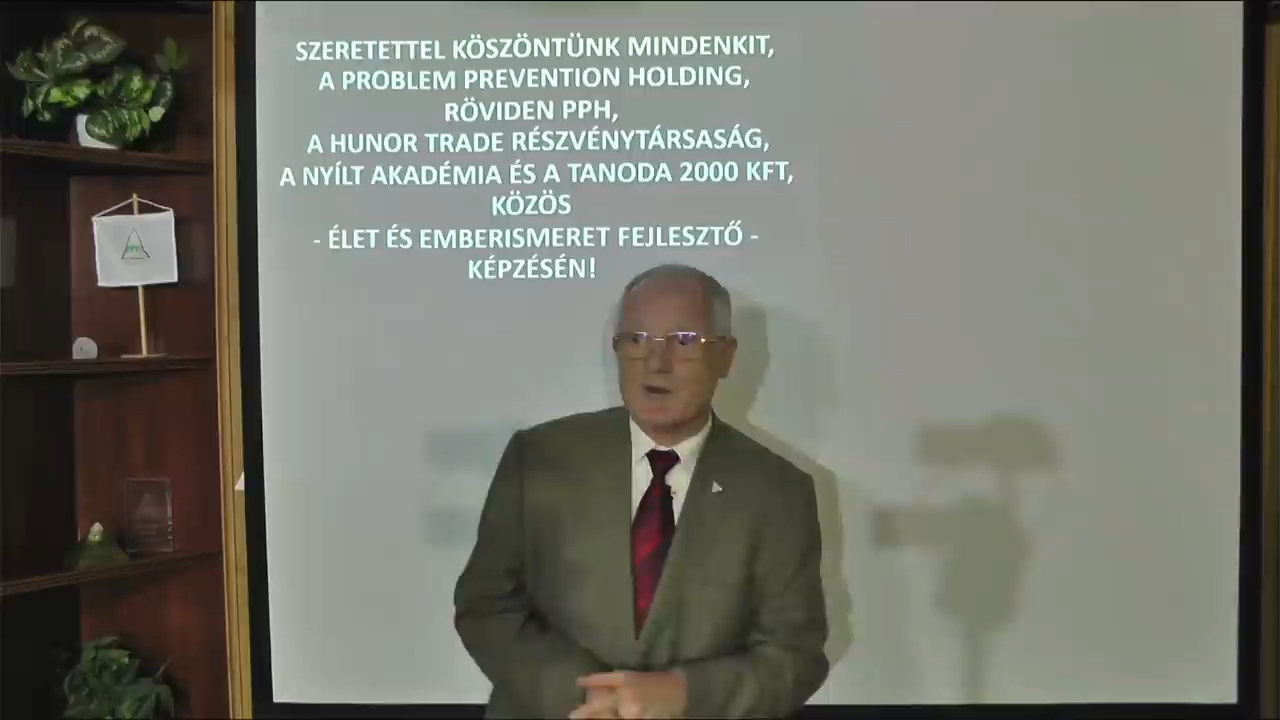 SZERETETTEL KÖSZÖNTÜNK MINDENKIT,
A PROBLEM PREVENTION HOLDING,
RÖVIDEN PPH,
A HUNOR TRADE RÉSZVÉNYTÁRSASÁG,
A NYÍLT AKADÉMIA ÉS A TANODA 2000 KFT,
KÖZÖS
- ÉLET ÉS EMBERISMERET FEJLESZTŐ -
KÉPZÉSÉN!